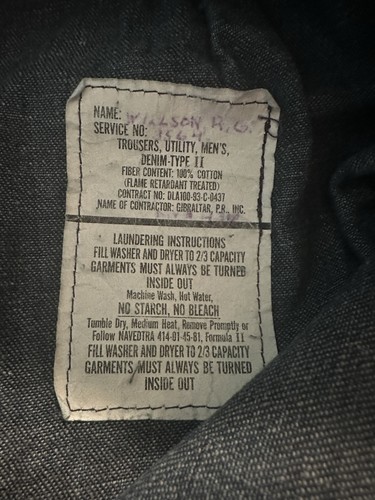 NAME: WILLSON R.G.
SERVICE NO: 1564
TROUSERS, UTILITY, MEN'S,
DENIM-TYPE II
FIBER CONTENT: 100% COTTON
(FLAME RETARDANT TREATED)
CONTRACT NO: DLA100-93-C-0437
NAME OF CONTRACTOR: GIBRALTAR, P.R., INC.
LAUNDERING INSTRUCTIONS
FILL WASHER AND DRYER TO 2/3 CAPACITY
GARMENTS MUST ALWAYS BE TURNED
INSIDE OUT
Machine Wash, Hot Water,
NO STARCH, NO BLEACH
Tumble Dry, Medium Heat, Remove Promptly or
Follow NAVEDTRA 414-01-45-81, Formula II
FILL WASHER AND DRYER TO 2/3 CAPACITY
GARMENTS MUST ALWAYS BE TURNED
INSIDE OUT